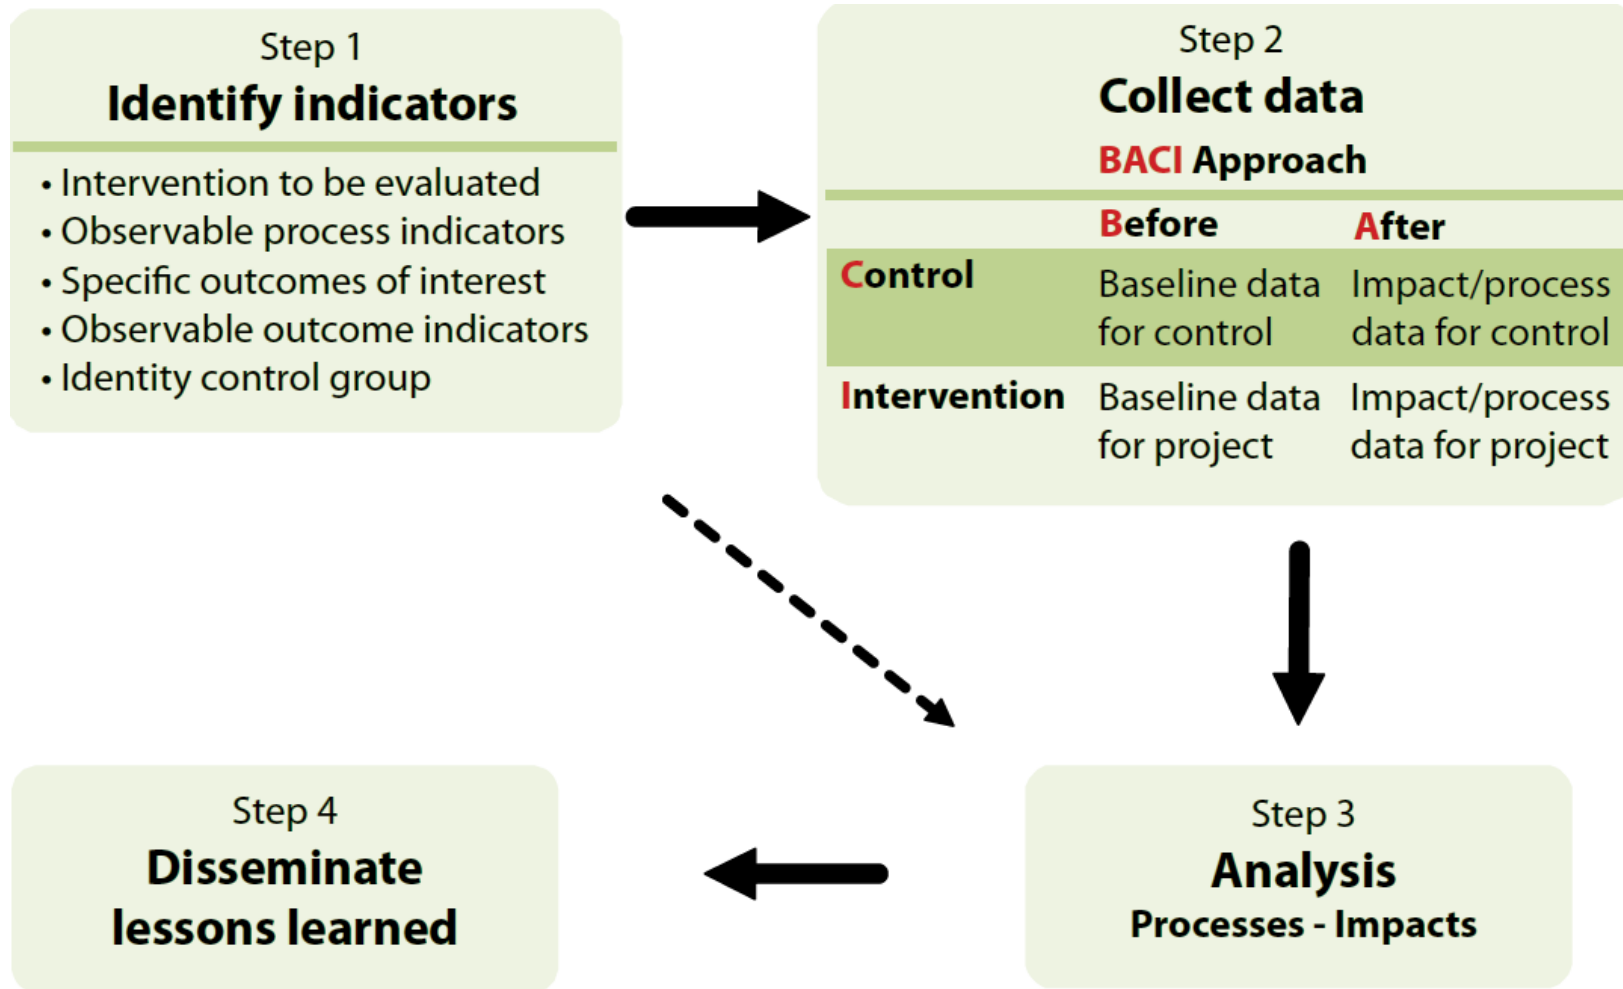 Step 1
Identify indicators
• Intervention to be evaluated
• Observable process indicators
• Specific outcomes of interest
• Observable outcome indicators
• Identity control group
Step 2
Collect data
BACI Approach
Before After
Control Baseline data Impact/process
for control data for control
Intervention Baseline data Impact/process
for project data for project
Step 3
Analysis
Processes - Impacts
Step 4
Disseminate
lessons learned